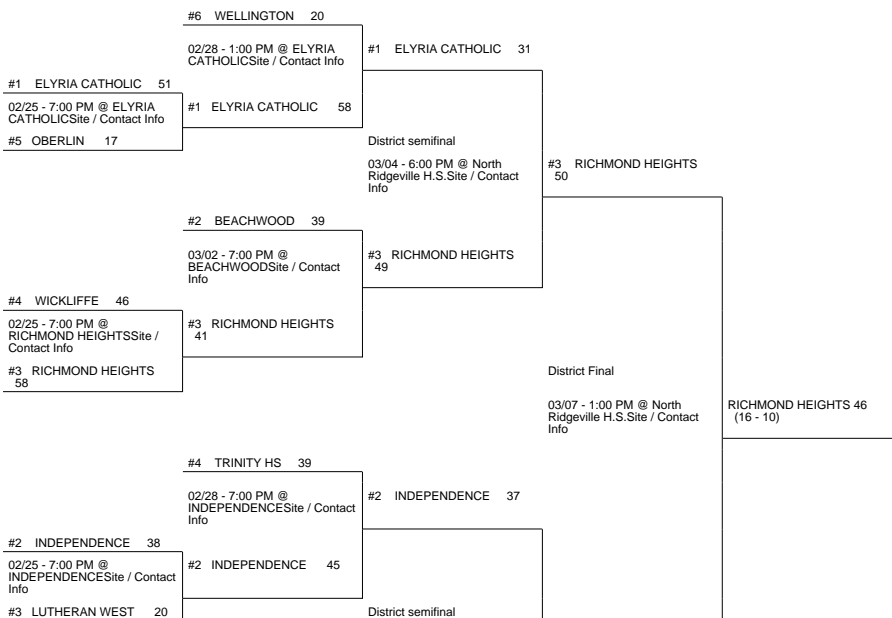 #6 WELLINGTON 20
02/28 - 1:00 PM @ ELYRIA
CATHOLICSite / Contact Info
#1 ELYRIA CATHOLIC 31
#1 ELYRIA CATHOLIC 51
02/25 - 7:00 PM @ ELYRIA
CATHOLICSite / Contact Info
#1 ELYRIA CATHOLIC 58
#5 OBERLIN 17
District semifinal
03/04 - 6:00 PM @ North
Ridgeville H.S.Site / Contact
Info
#3 RICHMOND HEIGHTS
50
#2 BEACHWOOD 39
03/02 - 7:00 PM @
BEACHWOODSite / Contact
Info
#3 RICHMOND HEIGHTS
49
#4 WICKLIFFE 46
02/25 - 7:00 PM @
RICHMOND HEIGHTSSite /
Contact Info
#3 RICHMOND HEIGHTS
41
#3 RICHMOND HEIGHTS
58
District Final
03/07 - 1:00 PM @ North
Ridgeville H.S.Site / Contact
Info
RICHMOND HEIGHTS 46
(16 - 10)
#4 TRINITY HS 39
02/28 - 7:00 PM @
INDEPENDENCESite / Contact
Info
#2 INDEPENDENCE 37
#2 INDEPENDENCE 38
02/25 - 7:00 PM @
INDEPENDENCESite / Contact
Info
#2 INDEPENDENCE 45
#3 LUTHERAN WEST 20
District semifinal